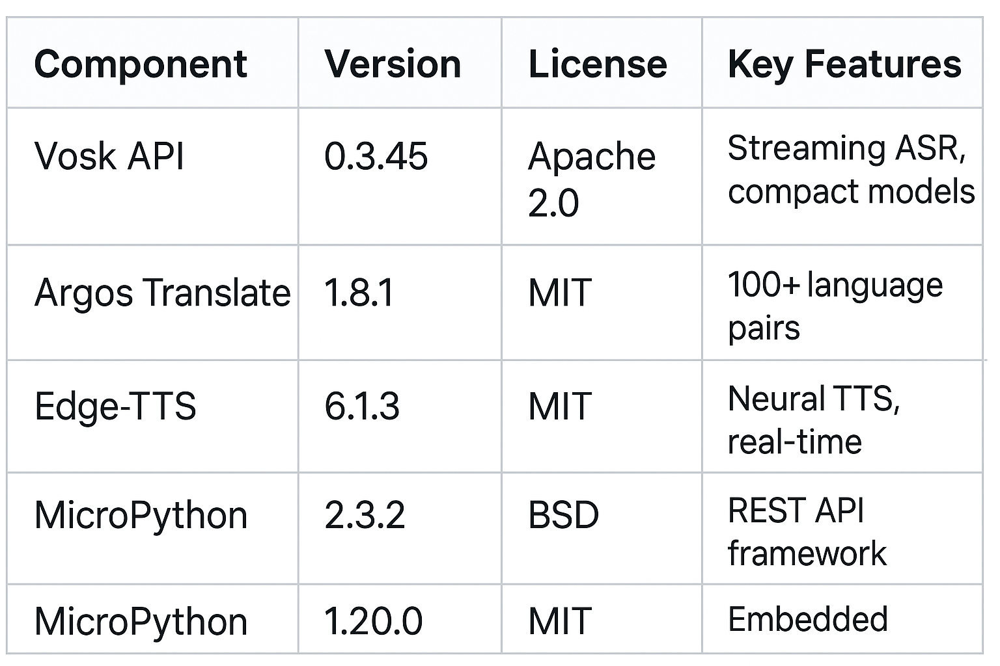 Component Version License Key Features
Vosk API 0.3.45 Apache 2.0 Streaming ASR, compact models
Argos Translate 1.8.1 MIT 100+ language pairs
Edge-TTS 6.1.3 MIT Neural TTS, real-time
MicroPython 2.3.2 BSD REST API framework
MicroPython 1.20.0 MIT Embedded